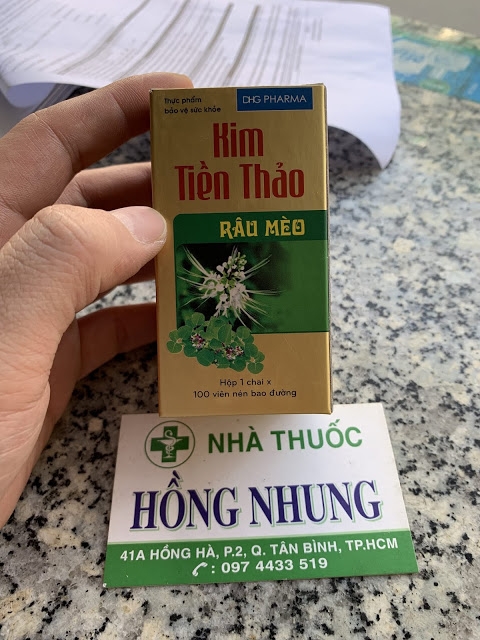 Thực phẩm
bảo vệ sức khỏe
DHG PHARMA
Kim
Tiền Thảo
RÂU MÈO
Hộp 1 chai x
100 viên nén bao đường
NHÀ THUỐC
HỒNG NHUNG
41A HỒNG HÀ, P.2, Q. TÂN BÌNH, TP.HCM
: 097 4433 519